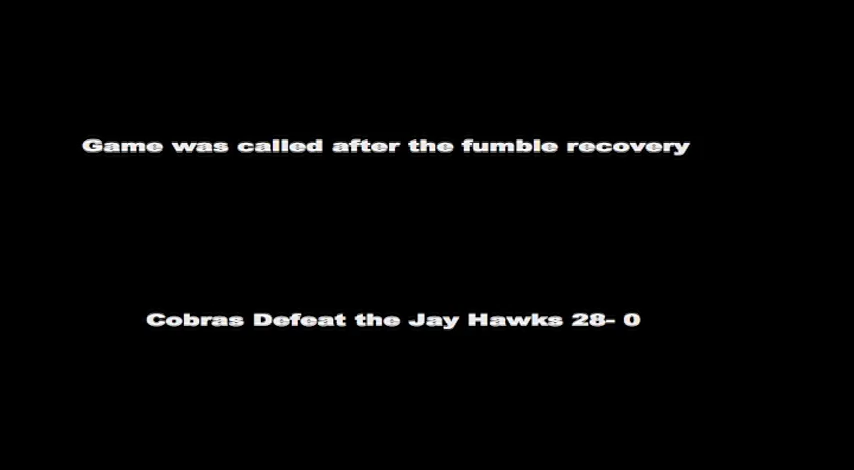 Game was called after the fumble recovery
Cobras Defeat the Jay Hawks 28- 0